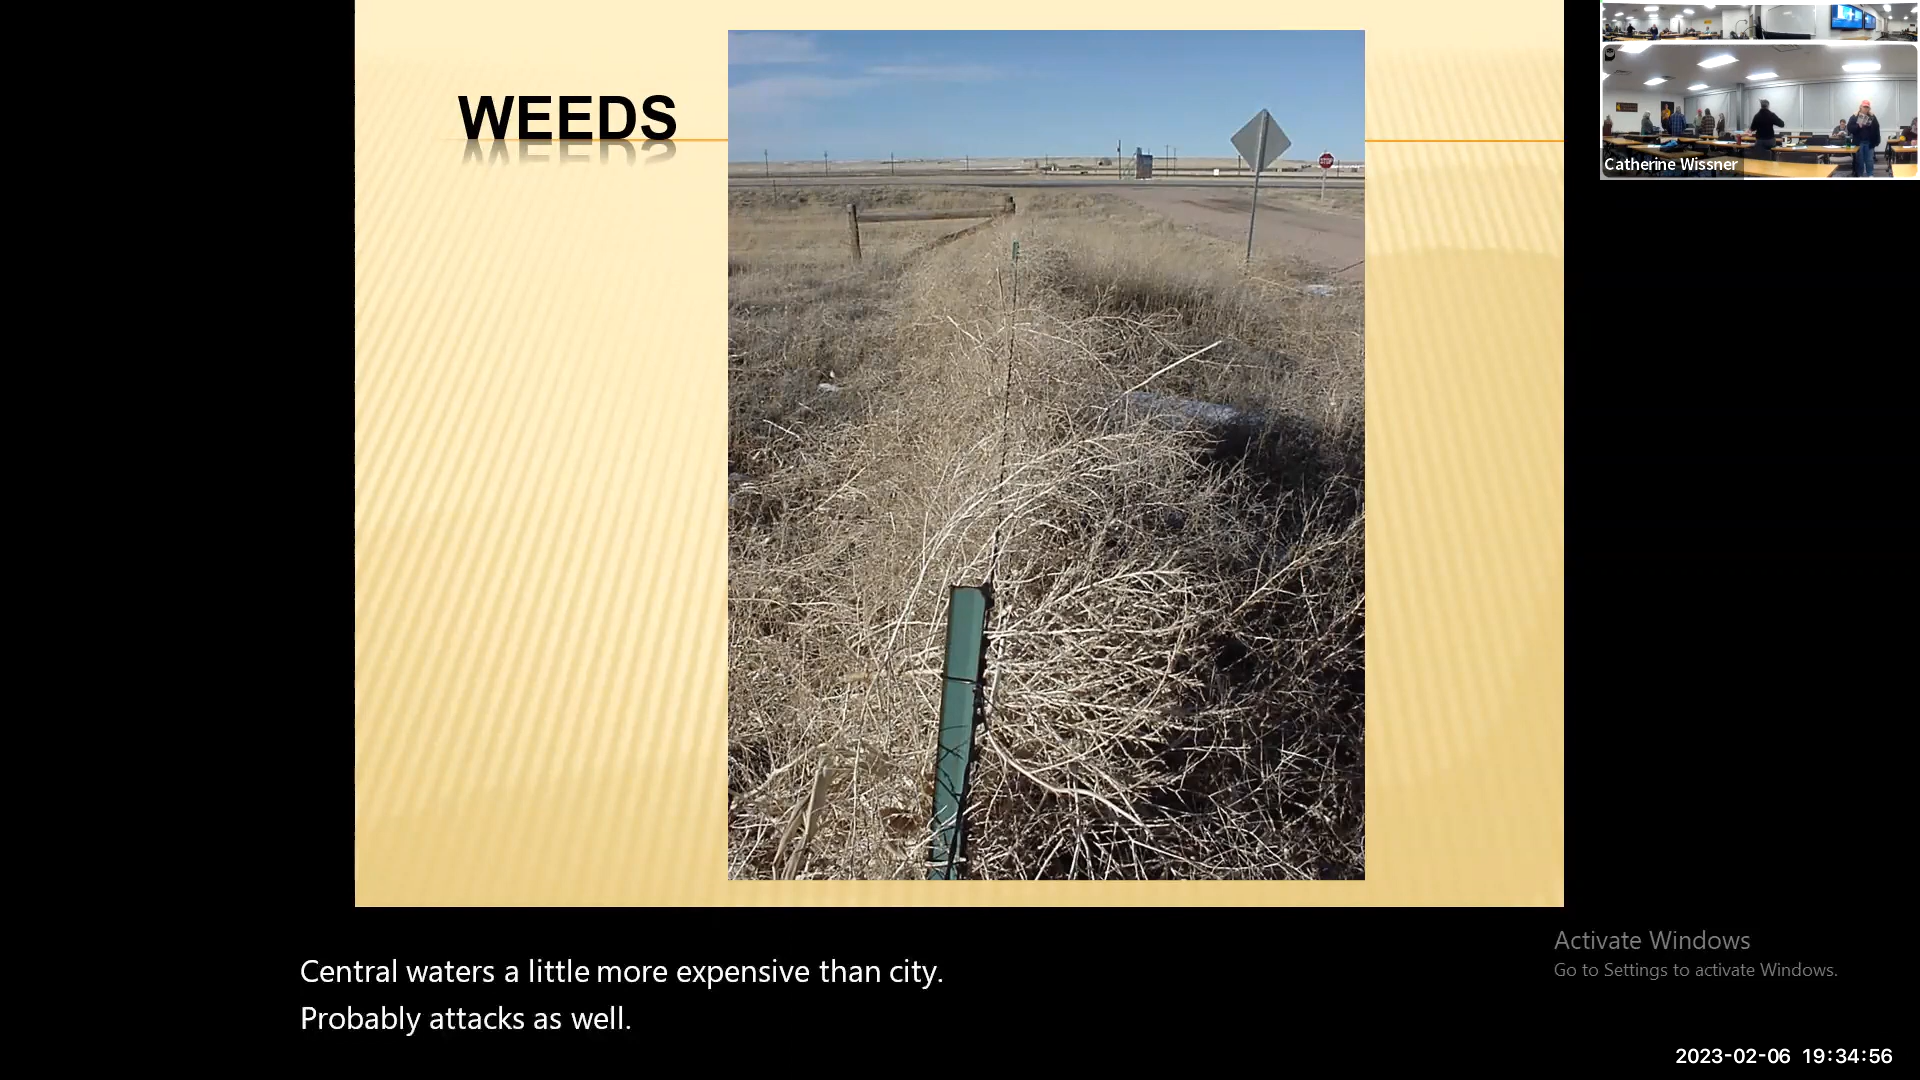 WEEDS
STOP
Catherine Wissner
Central waters a little more expensive than city.
Probably attacks as well.
Activate Windows
Go to Settings to activate Windows.
2023-02-06 19:34:56